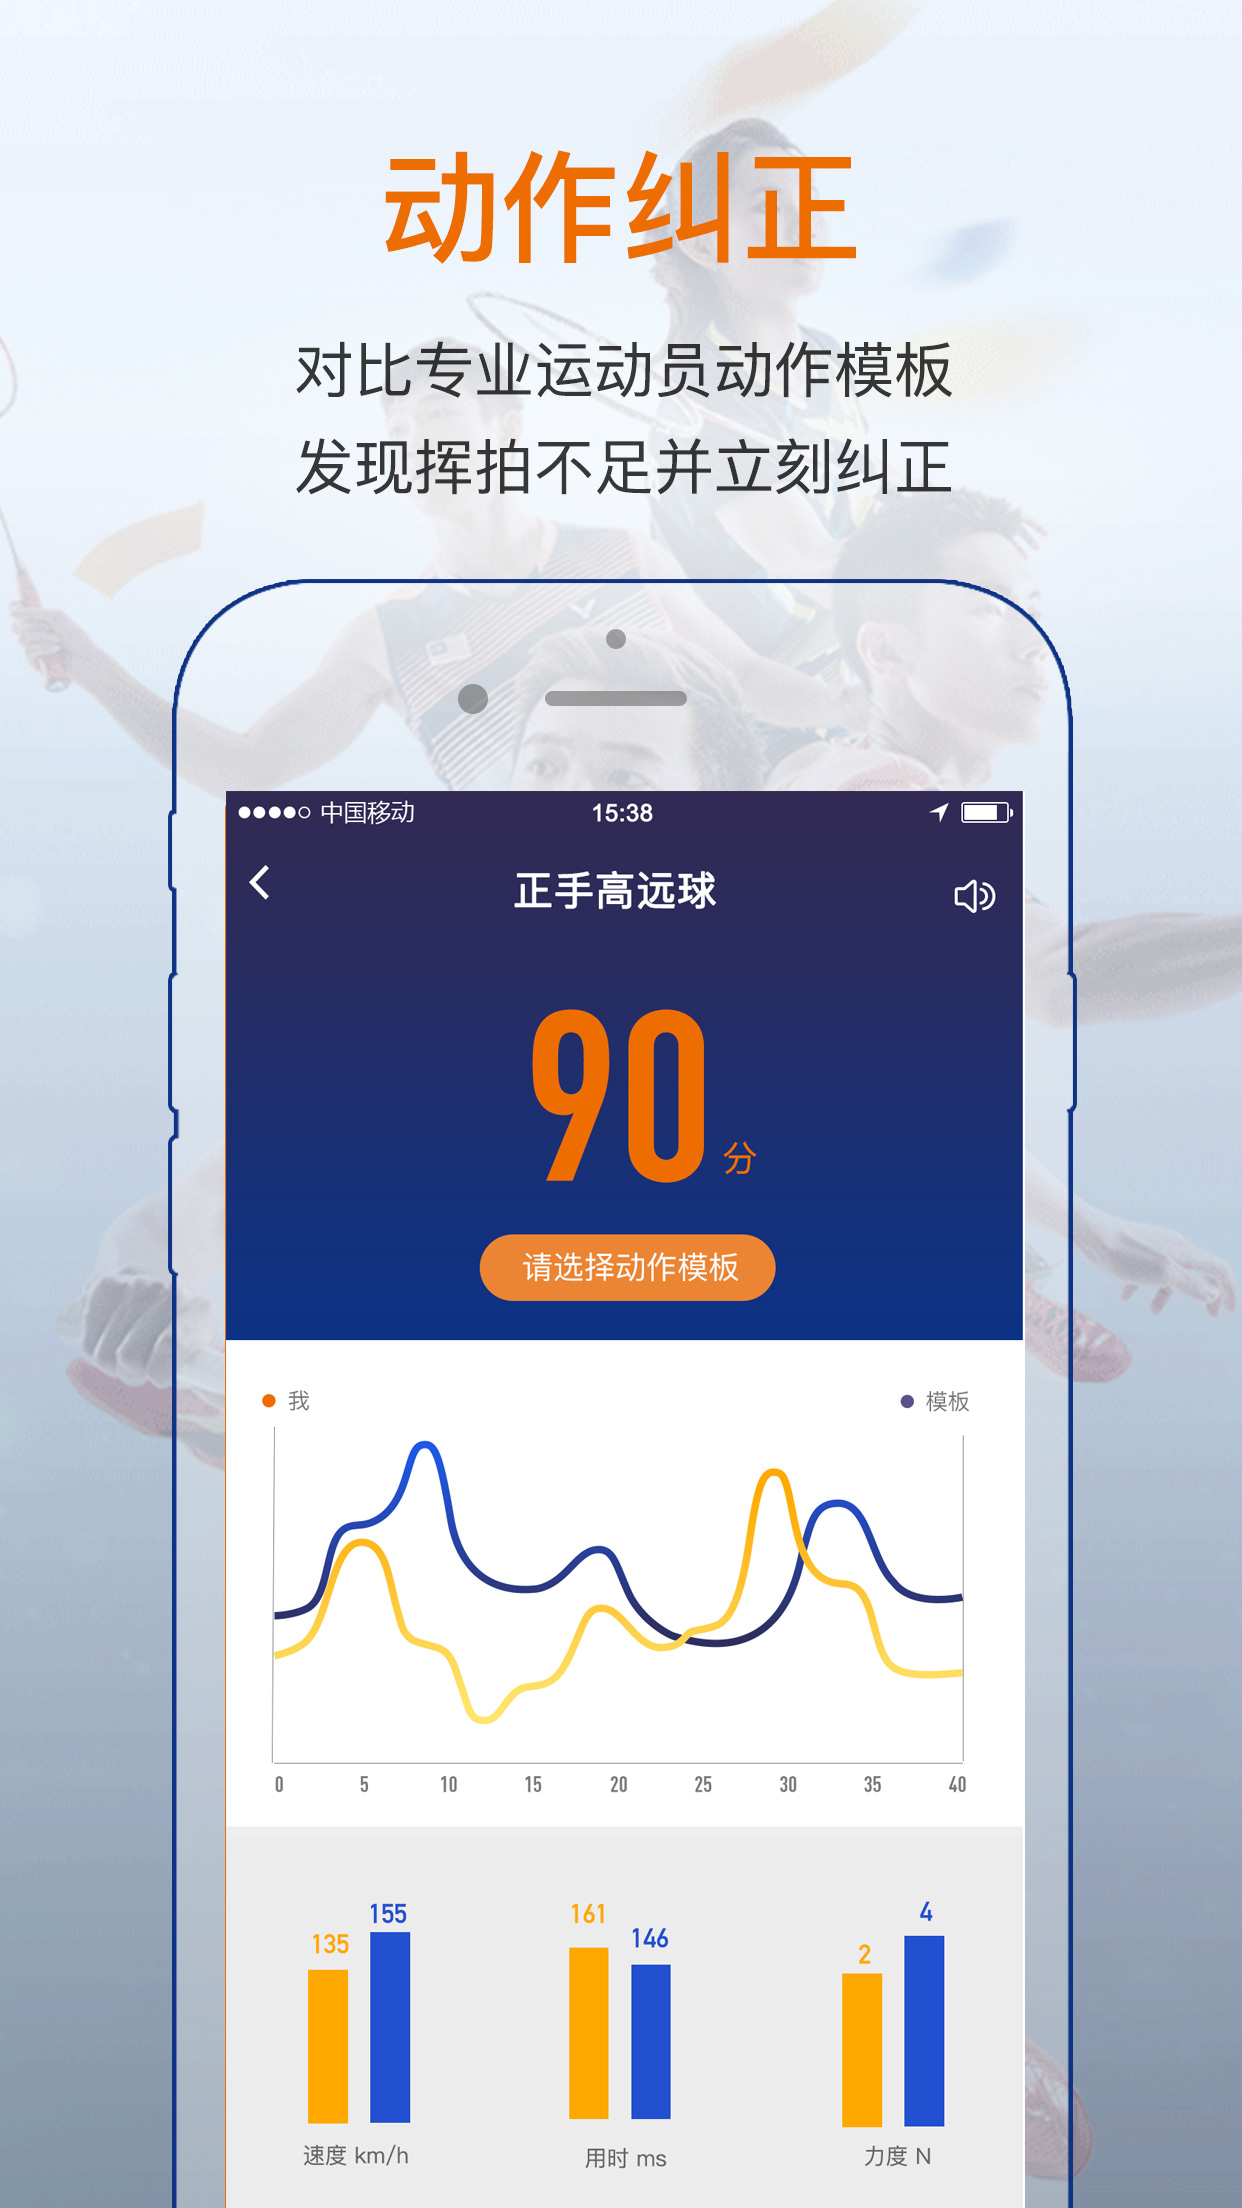 动作纠正
对比专业运动员动作模板
发现挥拍不足并立刻纠正
中国移动 15:38
正手高远球
90分
请选择动作模板
我 模板
0 5 10 15 20 25 30 35 40
135 155 161 146 2 4
速度 km/h 用时 ms 力度 N